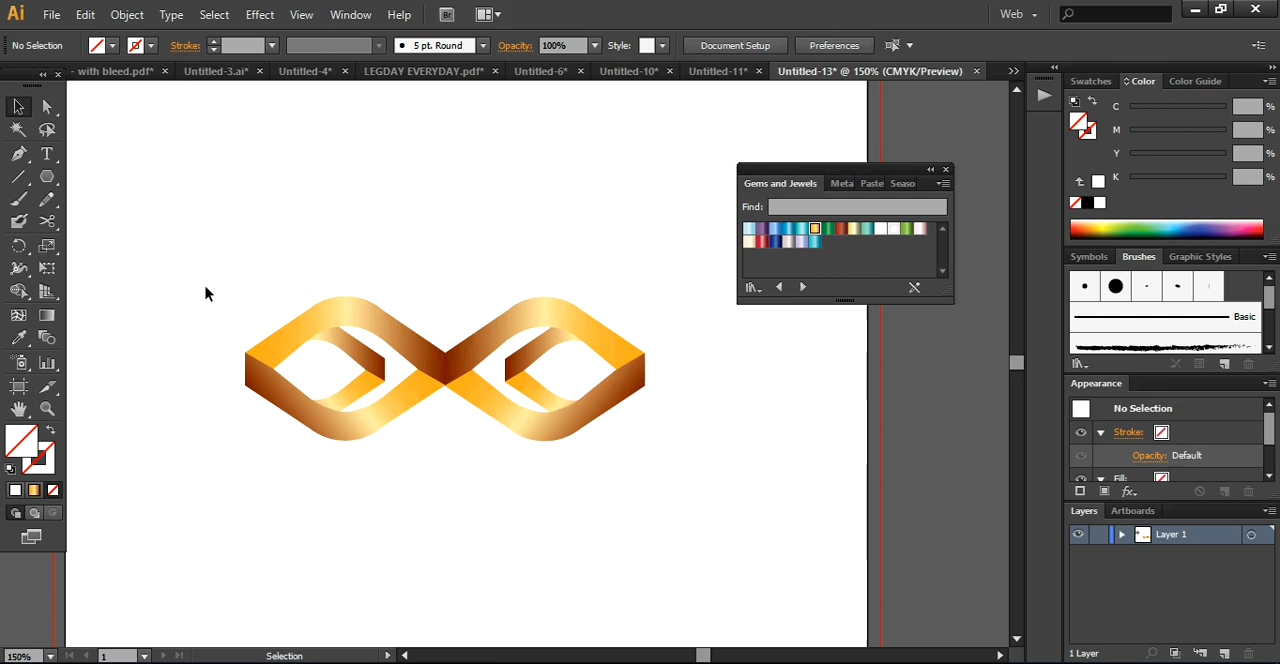 Ai File Edit Object Type Select Effect View Window Help Br Web
No Selection Stroke: 5 pt. Round Opacity: 100% Style: Document Setup Preferences
- with bleed.pdf* × Untitled-3.ai* × Untitled-4* × LEGDAY EVERYDAY.pdf* × Untitled-6* × Untitled-10* × Untitled-11* × Untitled-13* @ 150% (CMYK/Preview) ×
Swatches Color Color Guide
C %
M %
Y %
K %
Gems and Jewels Meta Paste Seaso
Find:
Symbols Brushes Graphic Styles
Basic
Appearance
No Selection
Stroke:
Opacity: Default
Fill:
fx
Layers Artboards
Layer 1
1 Layer
150% 1 Selection